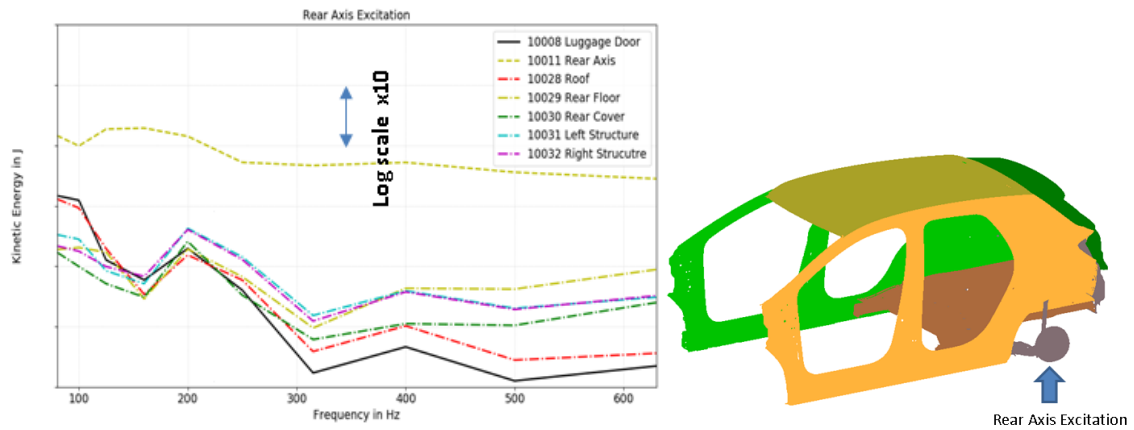 Rear Axis Excitation
10008 Luggage Door
10011 Rear Axis
10028 Roof
10029 Rear Floor
10030 Rear Cover
10031 Left Structure
10032 Right Strucutre
Log scale x10
Kinetic Energy in J
100 200 300 400 500 600
Frequency in Hz
Rear Axis Excitation